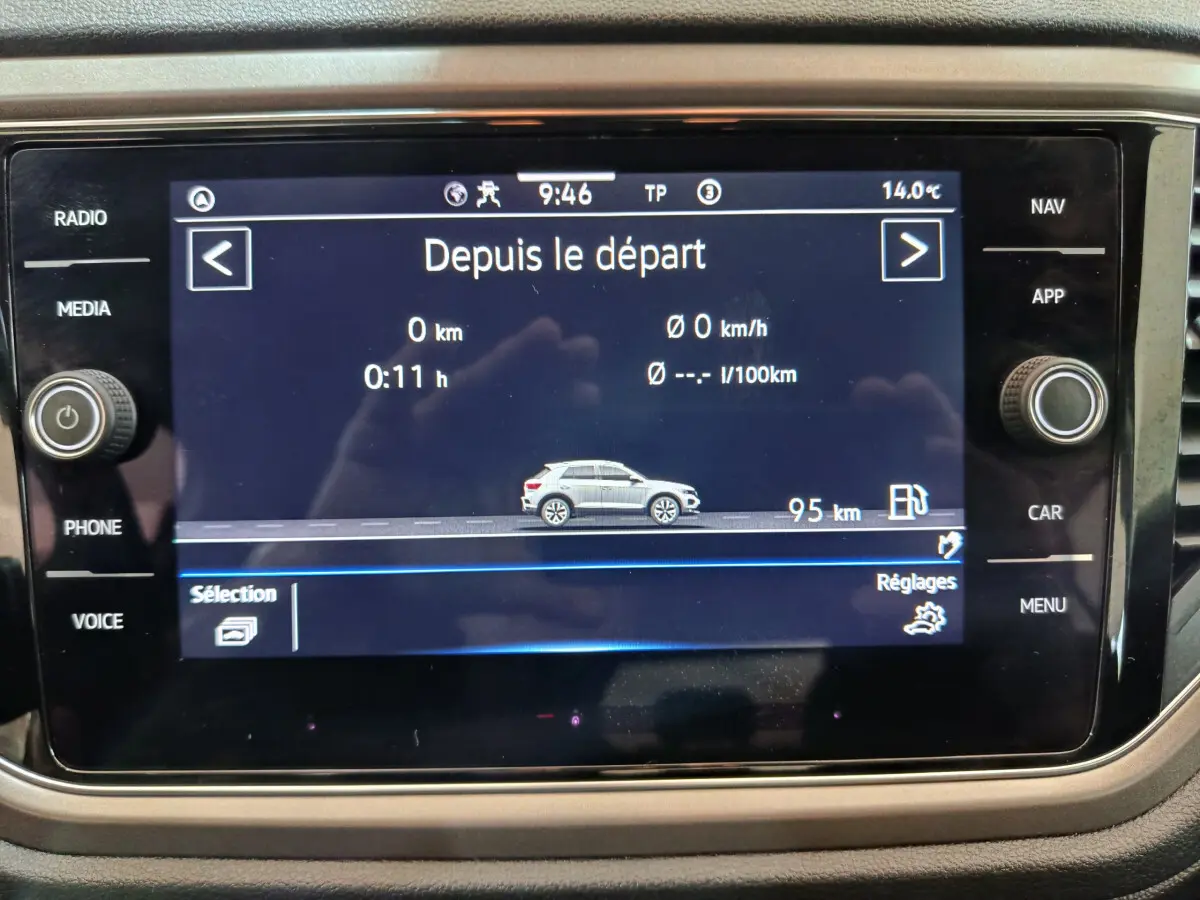 9:46 TP 3 14.0°C
RADIO
NAV
< Depuis le départ >
MEDIA
APP
0 km Ø 0 km/h
0:11 h Ø --.- l/100km
95 km
PHONE
CAR
Sélection
Réglages
VOICE
MENU